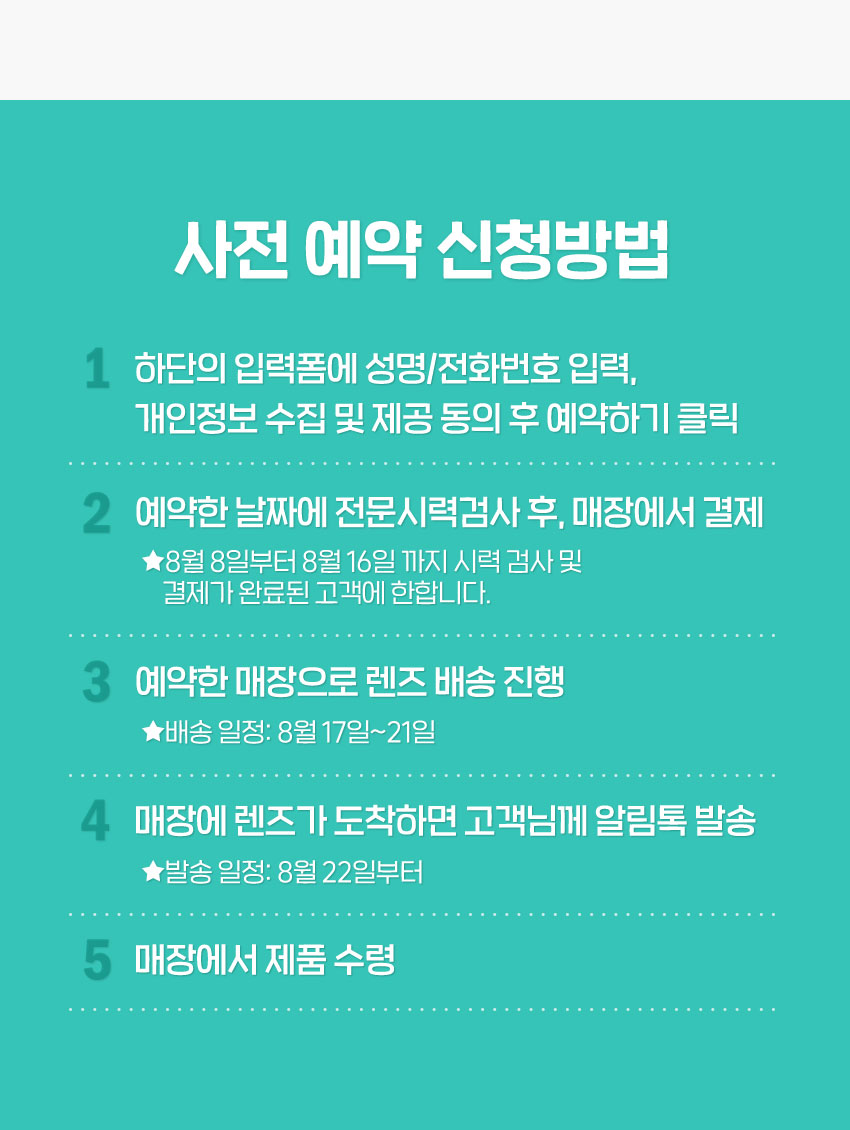 사전 예약 신청방법
1 하단의 입력폼에 성명/전화번호 입력,
개인정보 수집 및 제공 동의 후 예약하기 클릭
2 예약한 날짜에 전문시력검사 후, 매장에서 결제
★8월 8일부터 8월 16일 까지 시력 검사 및
결제가 완료된 고객에 한합니다.
3 예약한 매장으로 렌즈 배송 진행
★배송 일정: 8월 17일~21일
4 매장에 렌즈가 도착하면 고객님께 알림톡 발송
★발송 일정: 8월 22일부터
5 매장에서 제품 수령